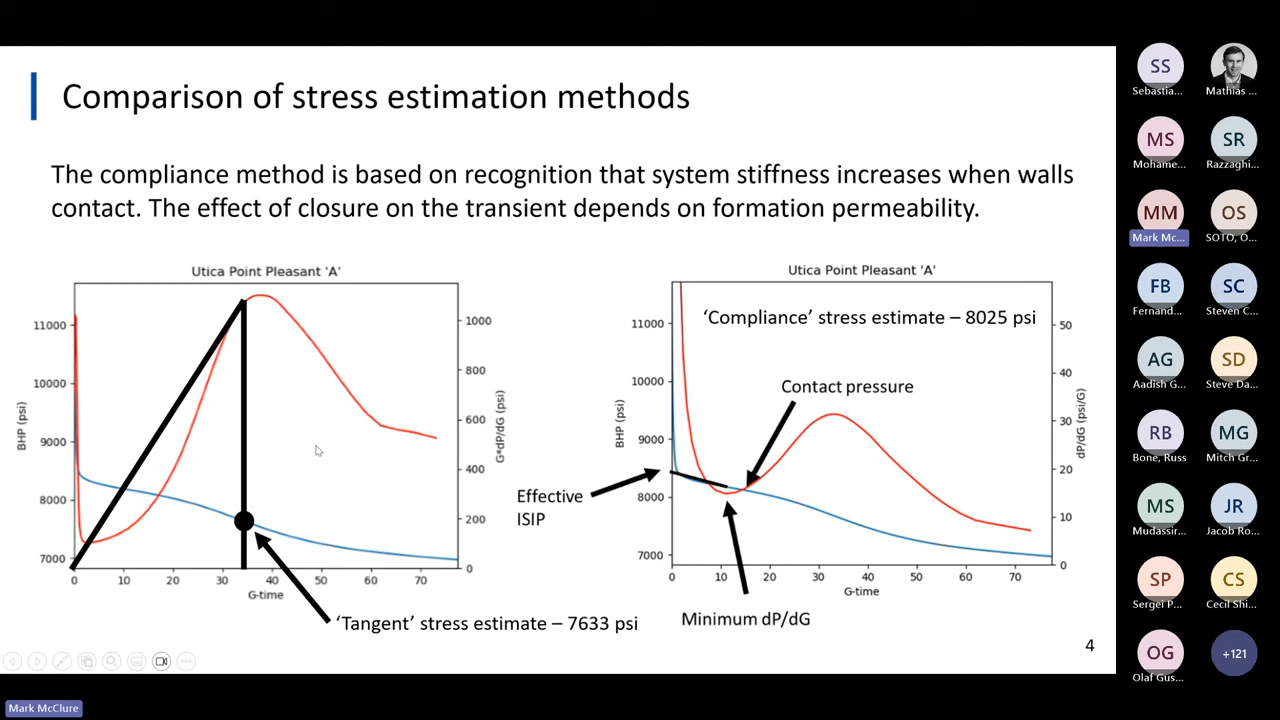 Comparison of stress estimation methods
The compliance method is based on recognition that system stiffness increases when walls
contact. The effect of closure on the transient depends on formation permeability.
Utica Point Pleasant 'A'
11000
10000
9000
8000
7000
BHP (psi)
1000
800
600
400
200
0
G*dP/dG (psi)
0 10 20 30 40 50 60 70
G-time
'Tangent' stress estimate – 7633 psi
Utica Point Pleasant 'A'
'Compliance' stress estimate – 8025 psi
Contact pressure
Effective
ISIP
11000
10000
9000
8000
7000
BHP (psi)
50
40
30
20
10
0
dP/dG (psi/G)
0 10 20 30 40 50 60 70
G-time
Minimum dP/dG
4
SS
Sebastia...
Mathias ...
MS
Mohame...
SR
Razzaghi...
MM
Mark Mc...
OS
SOTO, O...
FB
Fernand...
SC
Steven C...
AG
Aadish G...
SD
Steve Da...
RB
Bone, Russ
MG
Mitch Gr...
MS
Mudassir...
JR
Jacob Ro...
SP
Sergei P...
CS
Cecil Shi...
OG
Olaf Gus...
+121
Mark McClure